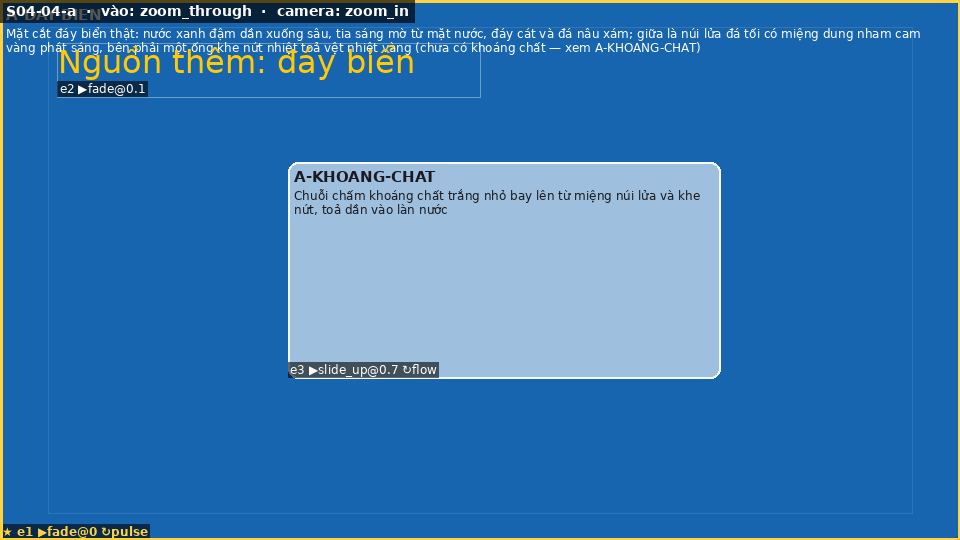 A-ĐÁY-BIỂN
S04-04-a · vào: zoom_through · camera: zoom_in
Mặt cắt đáy biển thật: nước xanh đậm dần xuống sâu, tia sáng mờ từ mặt nước, đáy cát và đá nâu xám; giữa là núi lửa đá tối có miệng dung nham cam
vàng phát sáng, bên phải một ống khe nứt nhiệt toả vệt nhiệt vàng (chưa có khoáng chất — xem A-KHOANG-CHAT)
Nguồn thêm: đáy biển
e2 ▶fade@0.1
A-KHOANG-CHAT
Chuỗi chấm khoáng chất trắng nhỏ bay lên từ miệng núi lửa và khe
nứt, toả dần vào làn nước
e3 ▶slide_up@0.7 ↻flow
★ e1 ▶fade@0 ↻pulse